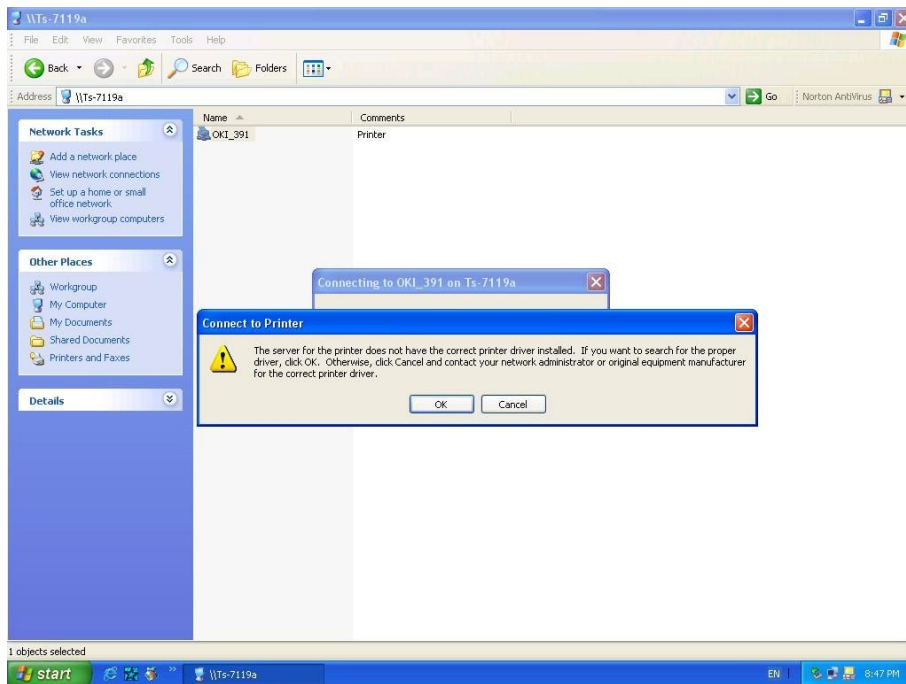 \\Ts-7119a
File Edit View Favorites Tools Help
Back Search Folders
Address \\Ts-7119a Go Norton AntiVirus
Name Comments
OKI_391 Printer
Network Tasks
Add a network place
View network connections
Set up a home or small
office network
View workgroup computers
Other Places
Workgroup
My Computer
My Documents
Shared Documents
Printers and Faxes
Details
Connecting to OKI_391 on Ts-7119a
Connect to Printer
The server for the printer does not have the correct printer driver installed. If you want to search for the proper
driver, click OK. Otherwise, click Cancel and contact your network administrator or original equipment manufacturer
for the correct printer driver.
OK Cancel
1 objects selected
start \\Ts-7119a EN 8:47 PM